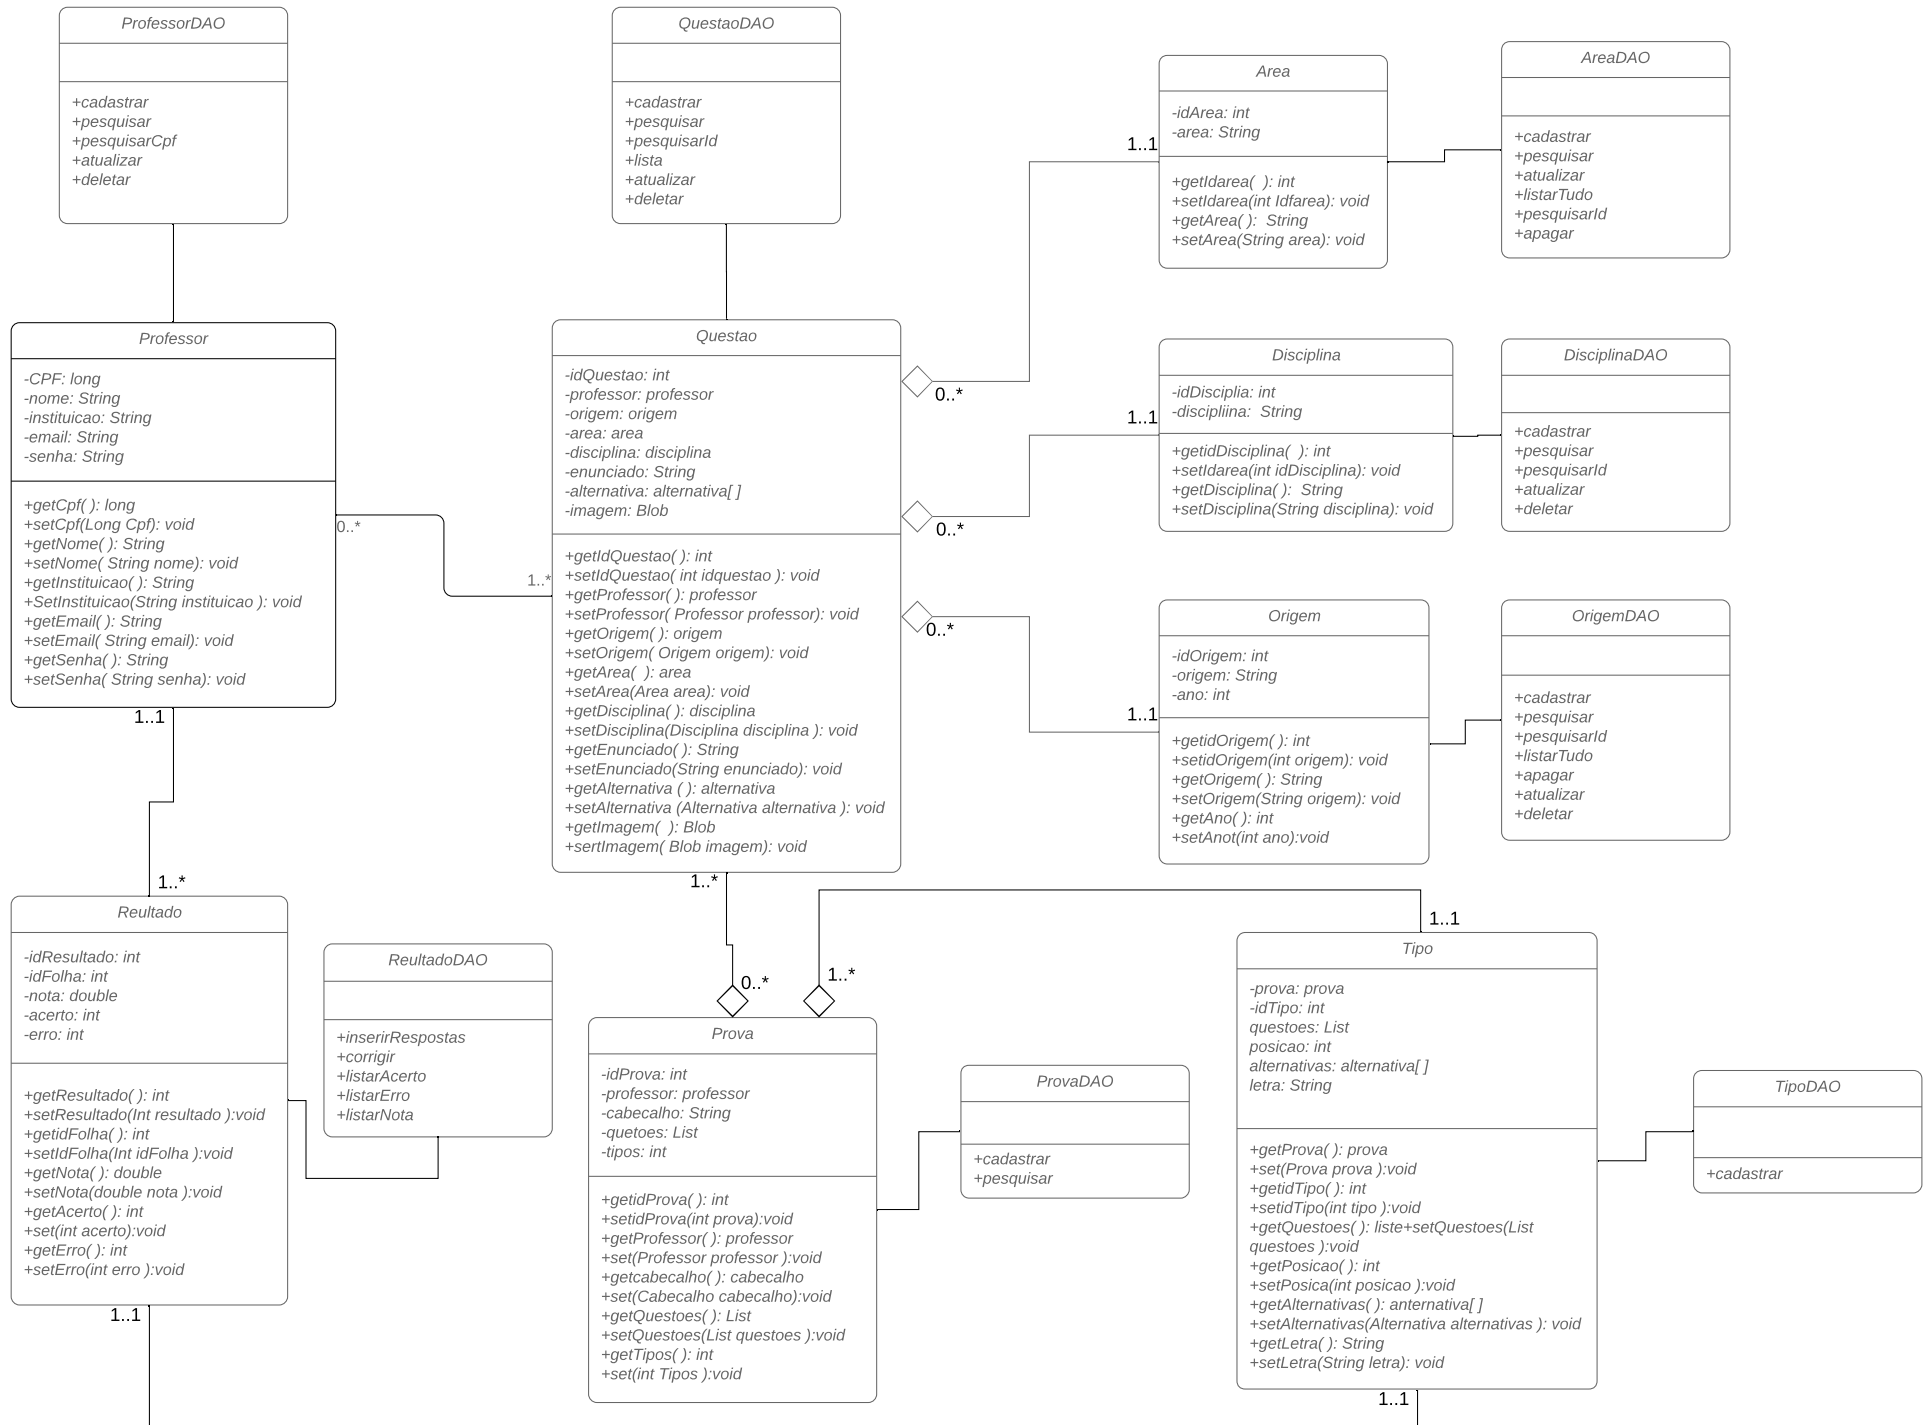 ProfessorDAO
+cadastrar
+pesquisar
+pesquisarCpf
+atualizar
+deletar
QuestaoDAO
+cadastrar
+pesquisar
+pesquisarId
+lista
+atualizar
+deletar
Area
-idArea: int
-area: String
+getIdarea(  ): int
+setIdarea(int Idfarea): void
+getArea( ):  String
+setArea(String area): void
AreaDAO
+cadastrar
+pesquisar
+atualizar
+listarTudo
+pesquisarId
+apagar
1..1
0..*
Professor
-CPF: long
-nome: String
-instituicao: String
-email: String
-senha: String
+getCpf( ): long
+setCpf(Long Cpf): void
+getNome( ): String
+setNome( String nome): void
+getInstituicao( ): String
+SetInstituicao(String instituicao ): void
+getEmail( ): String
+setEmail( String email): void
+getSenha( ): String
+setSenha( String senha): void
0..*
1..*
Questao
-idQuestao: int
-professor: professor
-origem: origem
-area: area
-disciplina: disciplina
-enunciado: String
-alternativa: alternativa[ ]
-imagem: Blob
+getIdQuestao( ): int
+setIdQuestao( int idquestao ): void
+getProfessor( ): professor
+setProfessor( Professor professor): void
+getOrigem( ): origem
+setOrigem( Origem origem): void
+getArea(  ): area
+setArea(Area area): void
+getDisciplina( ): disciplina
+setDisciplina(Disciplina disciplina ): void
+getEnunciado( ): String
+setEnunciado(String enunciado): void
+getAlternativa ( ): alternativa
+setAlternativa (Alternativa alternativa ): void
+getImagem(  ): Blob
+sertImagem( Blob imagem): void
1..1
0..*
Disciplina
-idDisciplia: int
-discipliina:  String
+getidDisciplina(  ): int
+setIdarea(int idDisciplina): void
+getDisciplina( ):  String
+setDisciplina(String disciplina): void
DisciplinaDAO
+cadastrar
+pesquisar
+pesquisarId
+atualizar
+deletar
0..*
1..1
Origem
-idOrigem: int
-origem: String
-ano: int
+getidOrigem( ): int
+setidOrigem(int origem): void
+getOrigem( ): String
+setOrigem(String origem): void
+getAno( ): int
+setAnot(int ano):void
OrigemDAO
+cadastrar
+pesquisar
+pesquisarId
+listarTudo
+apagar
+atualizar
+deletar
1..1
1..*
Reultado
-idResultado: int
-idFolha: int
-nota: double
-acerto: int
-erro: int
+getResultado( ): int
+setResultado(Int resultado ):void
+getidFolha( ): int
+setIdFolha(Int idFolha ):void
+getNota( ): double
+setNota(double nota ):void
+getAcerto( ): int
+set(int acerto):void
+getErro( ): int
+setErro(int erro ):void
1..1
ReultadoDAO
+inserirRespostas
+corrigir
+listarAcerto
+listarErro
+listarNota
1..*
0..*
1..*
1..1
Prova
-idProva: int
-professor: professor
-cabecalho: String
-quetoes: List
-tipos: int
+getidProva( ): int
+setidProva(int prova):void
+getProfessor( ): professor
+set(Professor professor ):void
+getcabecalho( ): cabecalho
+set(Cabecalho cabecalho):void
+getQuestoes( ): List
+setQuestoes(List questoes ):void
+getTipos( ): int
+set(int Tipos ):void
ProvaDAO
+cadastrar
+pesquisar
Tipo
-prova: prova
-idTipo: int
questoes: List
posicao: int
alternativas: alternativa[ ]
letra: String
+getProva( ): prova
+set(Prova prova ):void
+getidTipo( ): int
+setidTipo(int tipo ):void
+getQuestoes( ): liste+setQuestoes(List
questoes ):void
+getPosicao( ): int
+setPosica(int posicao ):void
+getAlternativas( ): anternativa[ ]
+setAlternativas(Alternativa alternativas ): void
+getLetra( ): String
+setLetra(String letra): void
1..1
TipoDAO
+cadastrar